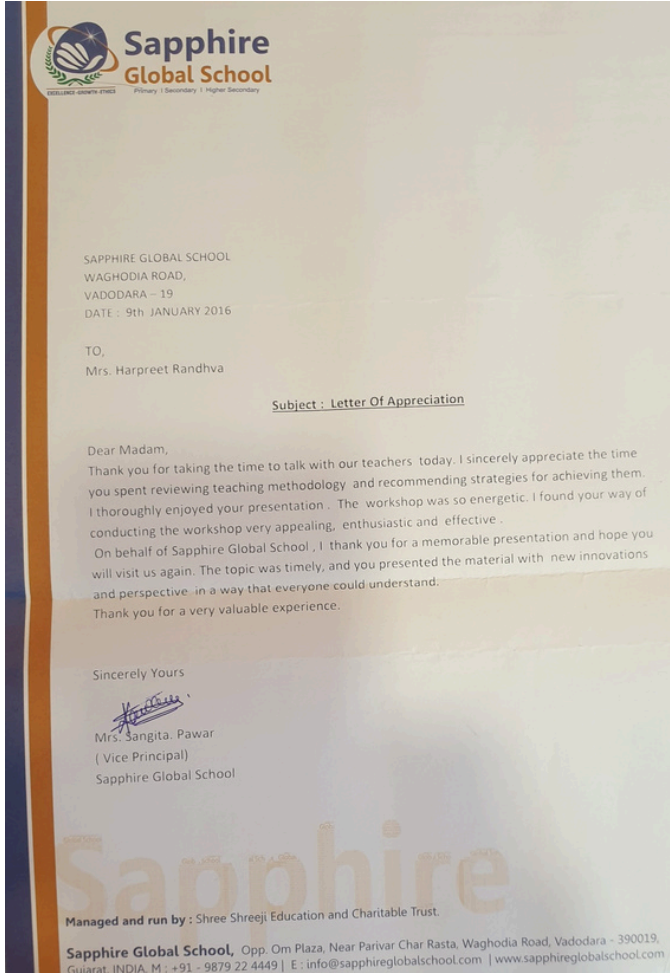 Sapphire
Global School
EXCELLENCE-GROWTH-ETHICS
Primary I Secondary I Higher Secondary
SAPPHIRE GLOBAL SCHOOL
WAGHODIA ROAD,
VADODARA – 19
DATE : 9th JANUARY 2016
TO,
Mrs. Harpreet Randhva
Subject : Letter Of Appreciation
Dear Madam,
Thank you for taking the time to talk with our teachers today. I sincerely appreciate the time
you spent reviewing teaching methodology and recommending strategies for achieving them.
I thoroughly enjoyed your presentation . The workshop was so energetic. I found your way of
conducting the workshop very appealing, enthusiastic and effective .
On behalf of Sapphire Global School , I thank you for a memorable presentation and hope you
will visit us again. The topic was timely, and you presented the material with new innovations
and perspective in a way that everyone could understand.
Thank you for a very valuable experience.
Sincerely Yours
Mrs. Sangita. Pawar
( Vice Principal)
Sapphire Global School
Sapphire
Managed and run by : Shree Shreeji Education and Charitable Trust.
Sapphire Global School, Opp. Om Plaza, Near Parivar Char Rasta, Waghodia Road, Vadodara - 390019,
Gujarat, INDIA. M : +91 - 9879 22 4449 | E : info@sapphireglobalschool.com | www.sapphireglobalschool.com